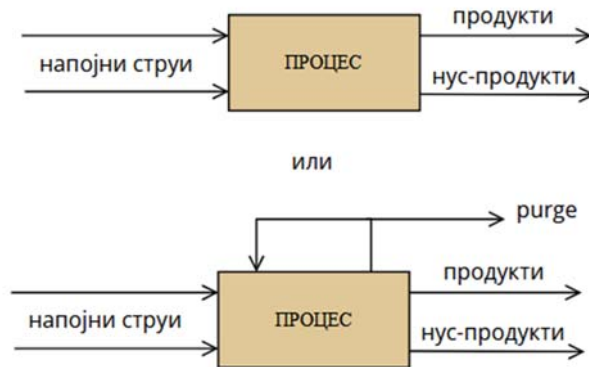 продукти
напојни струи
ПРОЦЕС
нус-продукти
или
purge
продукти
напојни струи
ПРОЦЕС
нус-продукти